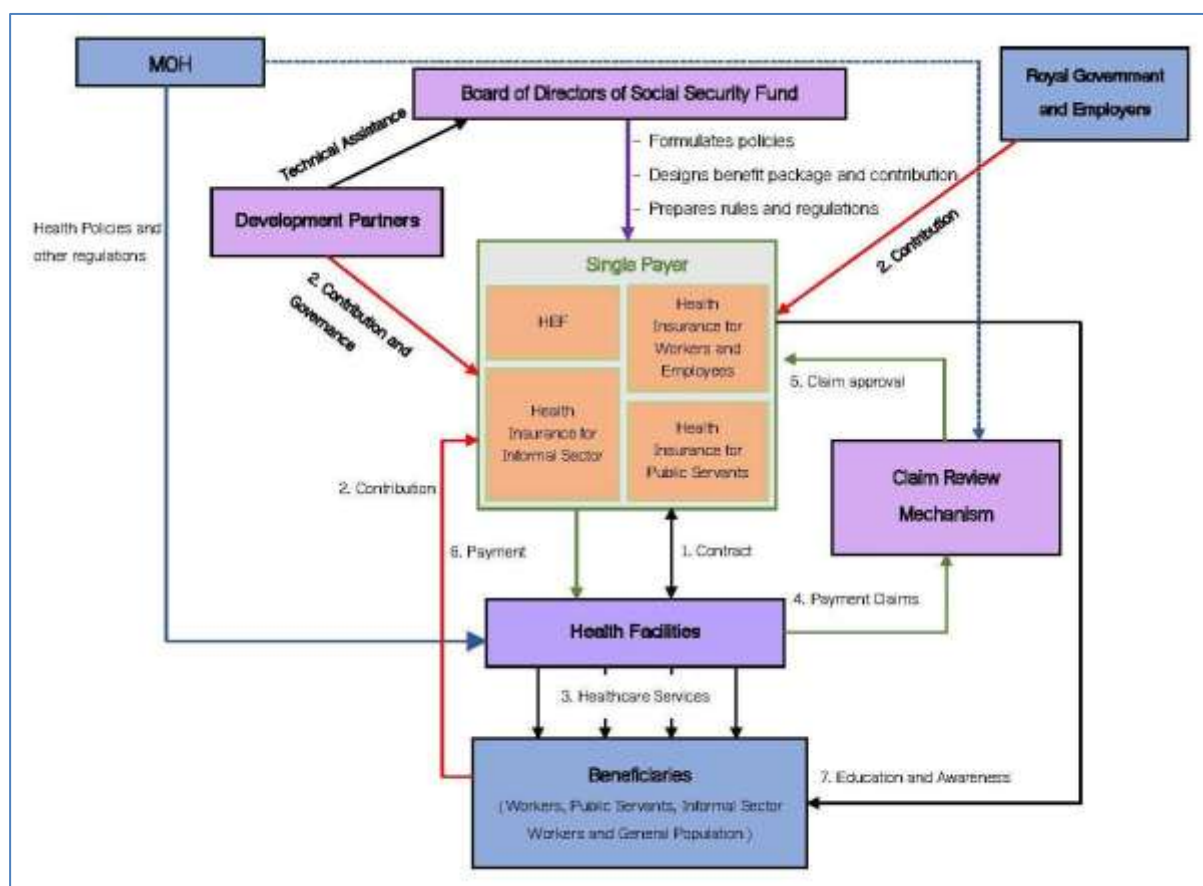 MOH
Board of Directors of Social Security Fund
Royal Government
and Employers
Technical Assistance
- Formulates policies
- Designs benefit package and contribution
- Prepares rules and regulations
Development Partners
Health Policies and
other regulations
2. Contribution
2. Contribution and
Governance
Single Payer
HEF
Health
Insurance for
Workers and
Employees
Health
Insurance for
Informal Sector
Health
Insurance for
Public Servants
5. Claim approval
Claim Review
Mechanism
2. Contribution
6. Payment
1. Contract
4. Payment Claims
Health Facilities
3. Healthcare Services
Beneficiaries
( Workers, Public Servants, Informal Sector
Workers and General Population )
7. Education and Awareness